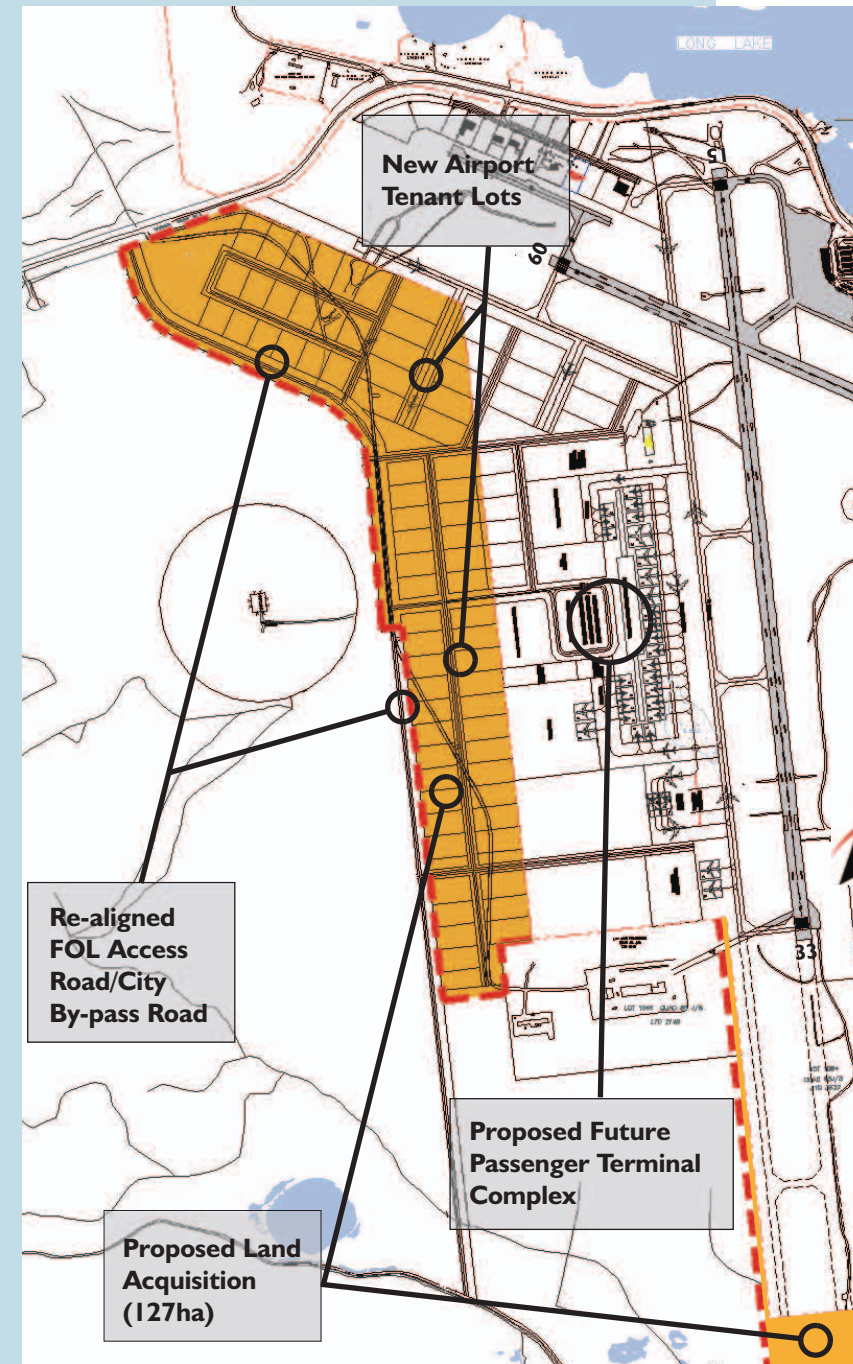 LONG LAKE
New Airport
Tenant Lots
15
09
33
Re-aligned
FOL Access
Road/City
By-pass Road
Proposed Future
Passenger Terminal
Complex
Proposed Land
Acquisition
(127ha)